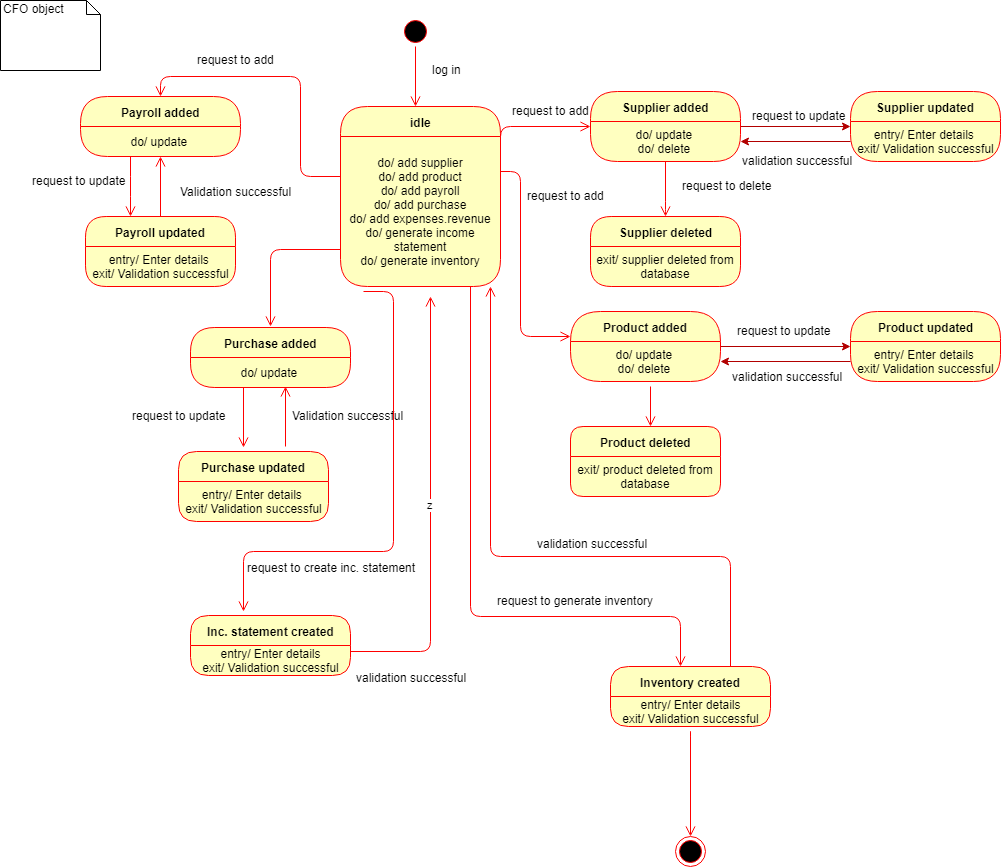 CFO object
log in
request to add
Payroll added
do/ update
request to update
Validation successful
Payroll updated
entry/ Enter details
exit/ Validation successful
idle
do/ add supplier
do/ add product
do/ add payroll
do/ add purchase
do/ add expenses.revenue
do/ generate income
statement
do/ generate inventory
request to add
Supplier added
do/ update
do/ delete
request to update
validation successful
Supplier updated
entry/ Enter details
exit/ Validation successful
request to delete
Supplier deleted
exit/ supplier deleted from
database
request to add
Product added
do/ update
do/ delete
request to update
validation successful
Product updated
entry/ Enter details
exit/ Validation successful
Product deleted
exit/ product deleted from
database
Purchase added
do/ update
request to update
Validation successful
Purchase updated
entry/ Enter details
exit/ Validation successful
z
request to create inc. statement
Inc. statement created
entry/ Enter details
exit/ Validation successful
validation successful
validation successful
request to generate inventory
Inventory created
entry/ Enter details
exit/ Validation successful